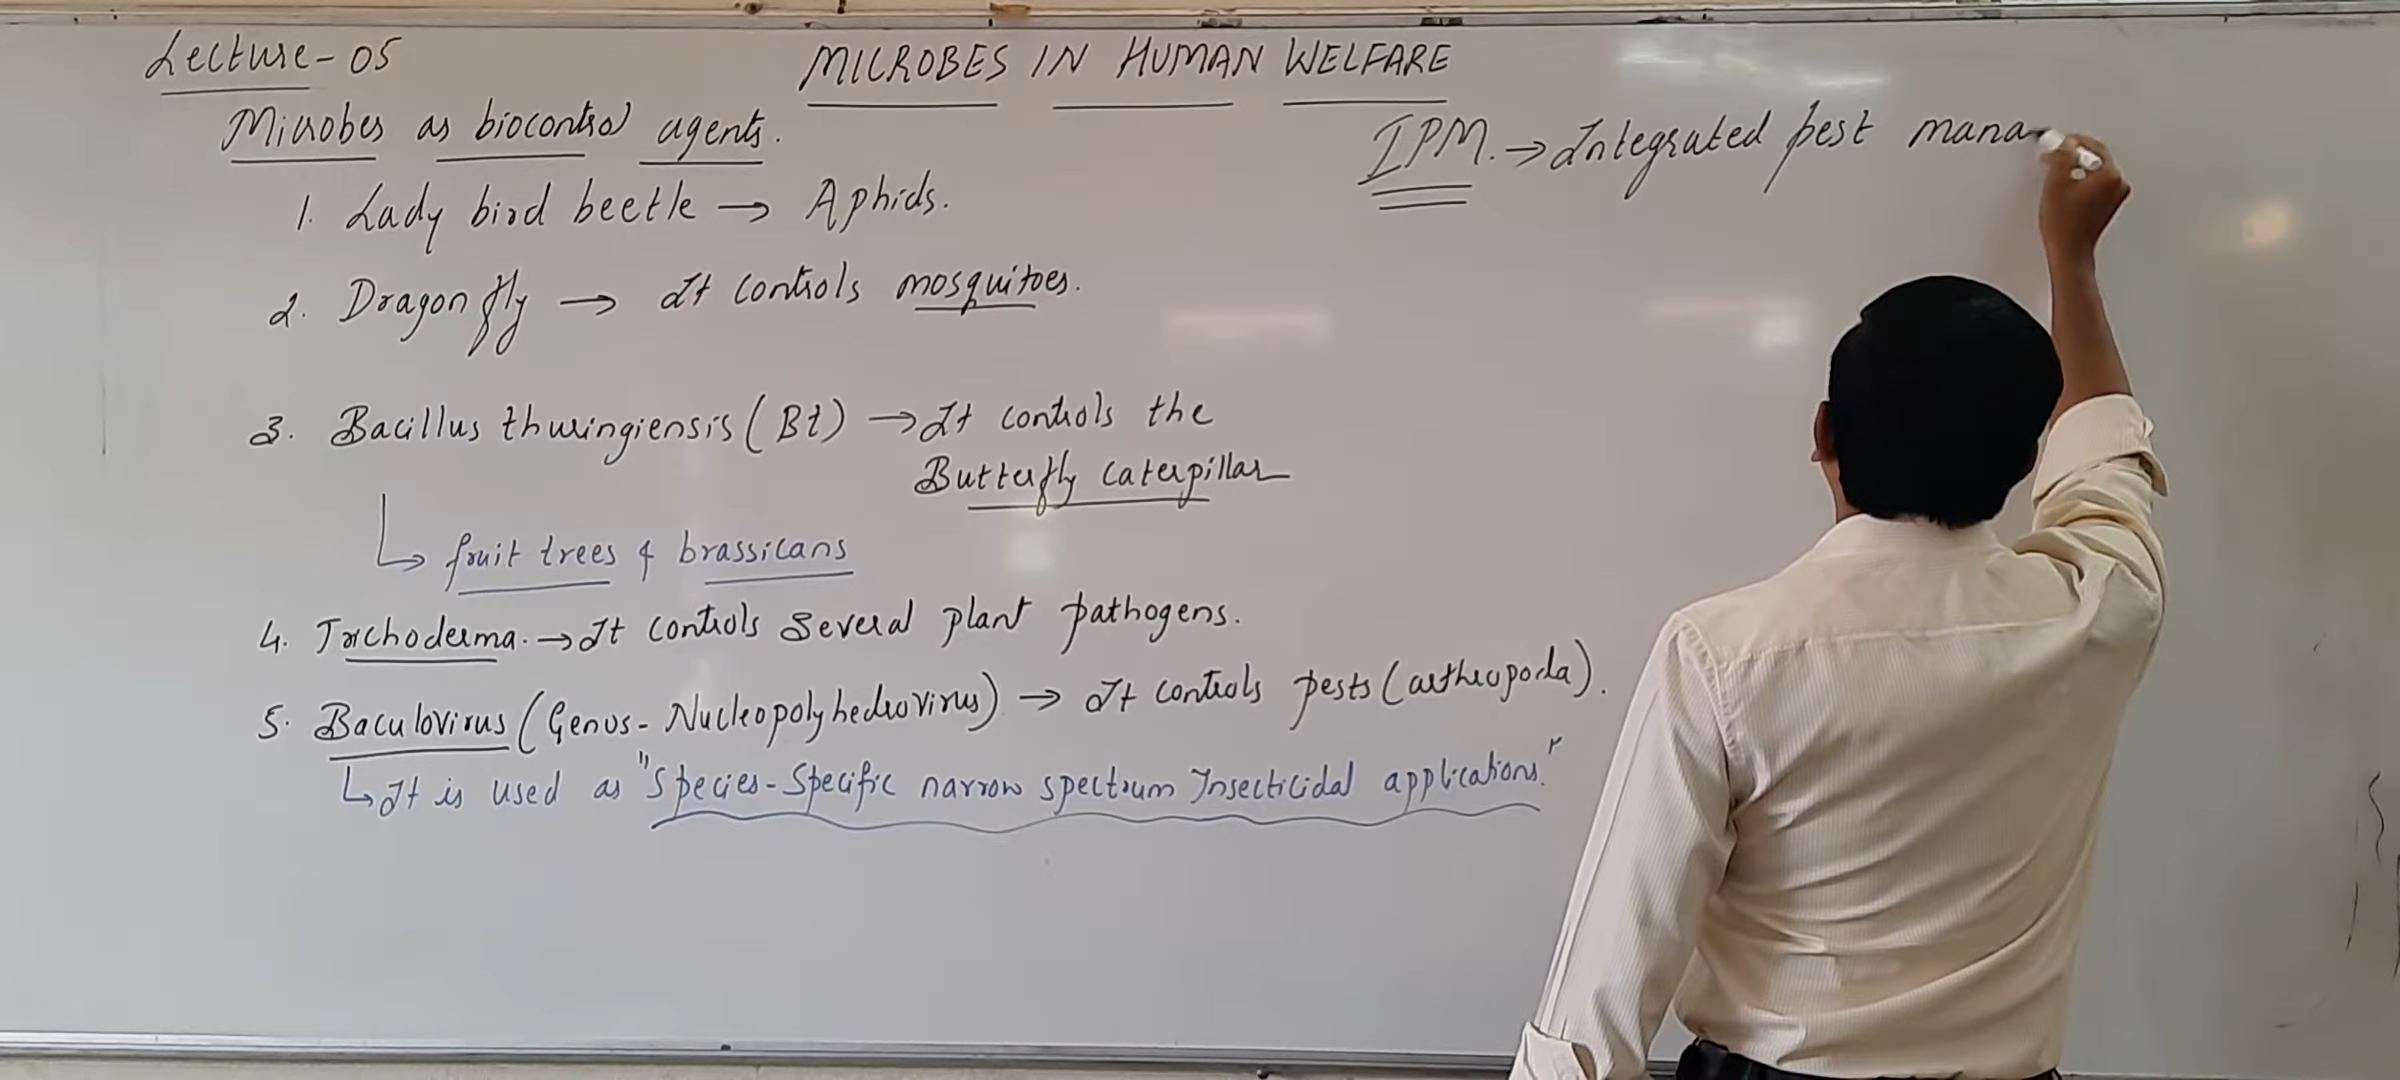 Lecture-05
MICROBES IN HUMAN WELFARE
Microbes as biocontrol agents.
1. Lady bird beetle → Aphids.
2. Dragon fly → It controls mosquitoes.
3. Bacillus thuringiensis (Bt) → It controls the
Butterfly caterpillar
↳ fruit trees & brassicans
4. Trichoderma. → It controls several plant pathogens.
5. Baculovirus (Genus - Nucleopolyhedrovirus) → It controls pests (arthropoda).
↳ It is used as "Species-Specific narrow spectrum Insecticidal applications."
IPM. → Integrated pest mana